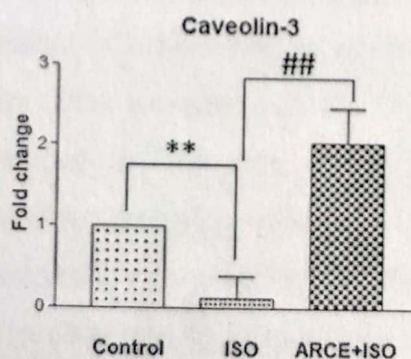 Caveolin-3
3
##
Fold change
2
**
1
0
Control ISO ARCE+ISO